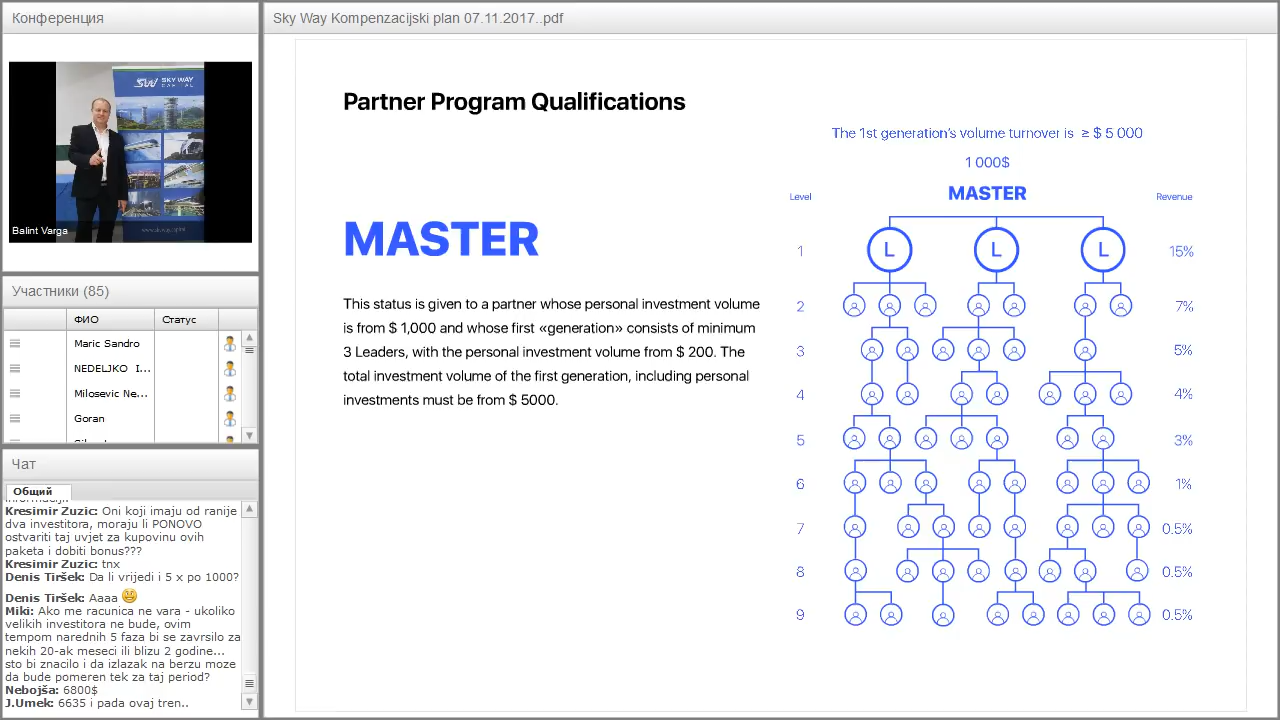 Конференция
SKY WAY
CAPITAL
Balint Varga
Участники (85)
ФИО
Статус
Maric Sandro
NEDELJKO I...
Milosevic Ne...
Goran
Чат
Общий
Kresimir Zuzic: Oni koji imaju od ranije
dva investitora, moraju li PONOVO
ostvariti taj uvjet za kupovinu ovih
paketa i dobiti bonus???
Kresimir Zuzic: tnx
Denis Tiršek: Da li vrijedi i 5 x po 1000?
Denis Tiršek: Aaaa
Miki: Ako me racunica ne vara - ukoliko
velikih investitora ne bude, ovim
tempom narednih 5 faza bi se zavrsilo za
nekih 20-ak meseci ili blizu 2 godine...
sto bi znacilo i da izlazak na berzu moze
da bude pomeren tek za taj period?
Nebojša: 6800$
J.Umek: 6635 i pada ovaj tren..
Sky Way Kompenzacijski plan 07.11.2017..pdf
Partner Program Qualifications
MASTER
This status is given to a partner whose personal investment volume
is from $ 1,000 and whose first «generation» consists of minimum
3 Leaders, with the personal investment volume from $ 200. The
total investment volume of the first generation, including personal
investments must be from $ 5000.
The 1st generation's volume turnover is ≥ $ 5 000
1 000$
Level MASTER Revenue
1 L L L 15%
2 7%
3 5%
4 4%
5 3%
6 1%
7 0.5%
8 0.5%
9 0.5%